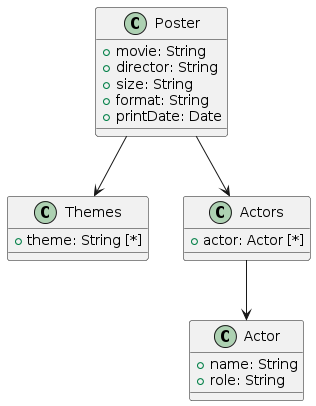 C Poster
movie: String
director: String
size: String
format: String
printDate: Date
C Themes
theme: String [*]
C Actors
actor: Actor [*]
C Actor
name: String
role: String